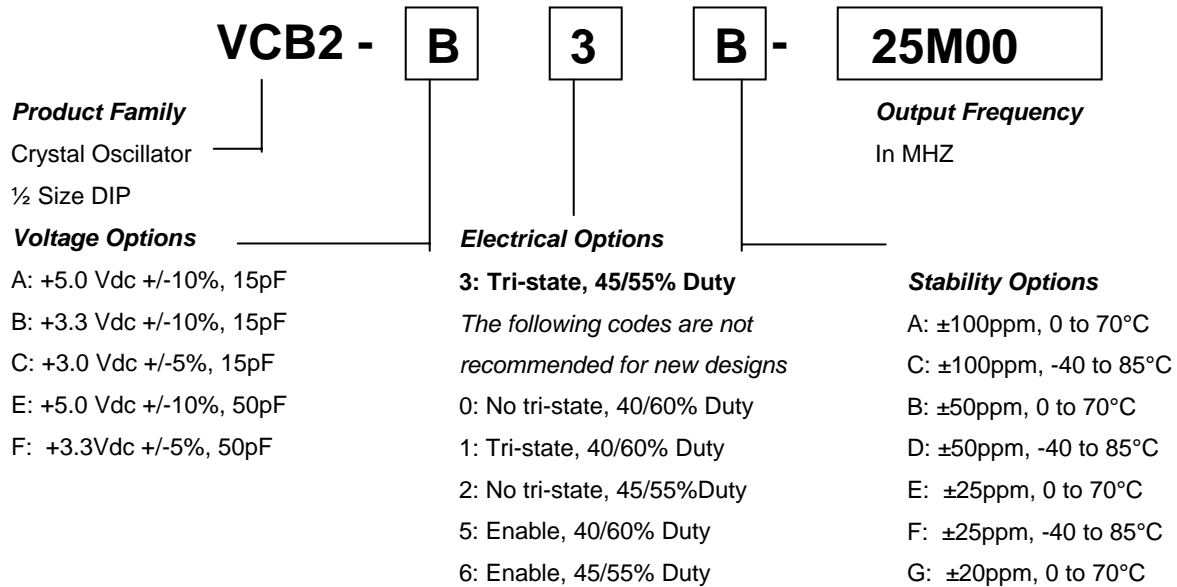 VCB2 - B 3 B - 25M00
Product Family
Crystal Oscillator
½ Size DIP
Output Frequency
In MHZ
Voltage Options
A: +5.0 Vdc +/-10%, 15pF
B: +3.3 Vdc +/-10%, 15pF
C: +3.0 Vdc +/-5%, 15pF
E: +5.0 Vdc +/-10%, 50pF
F: +3.3Vdc +/-5%, 50pF
Electrical Options
3: Tri-state, 45/55% Duty
The following codes are not
recommended for new designs
0: No tri-state, 40/60% Duty
1: Tri-state, 40/60% Duty
2: No tri-state, 45/55%Duty
5: Enable, 40/60% Duty
6: Enable, 45/55% Duty
Stability Options
A: ±100ppm, 0 to 70°C
C: ±100ppm, -40 to 85°C
B: ±50ppm, 0 to 70°C
D: ±50ppm, -40 to 85°C
E: ±25ppm, 0 to 70°C
F: ±25ppm, -40 to 85°C
G: ±20ppm, 0 to 70°C